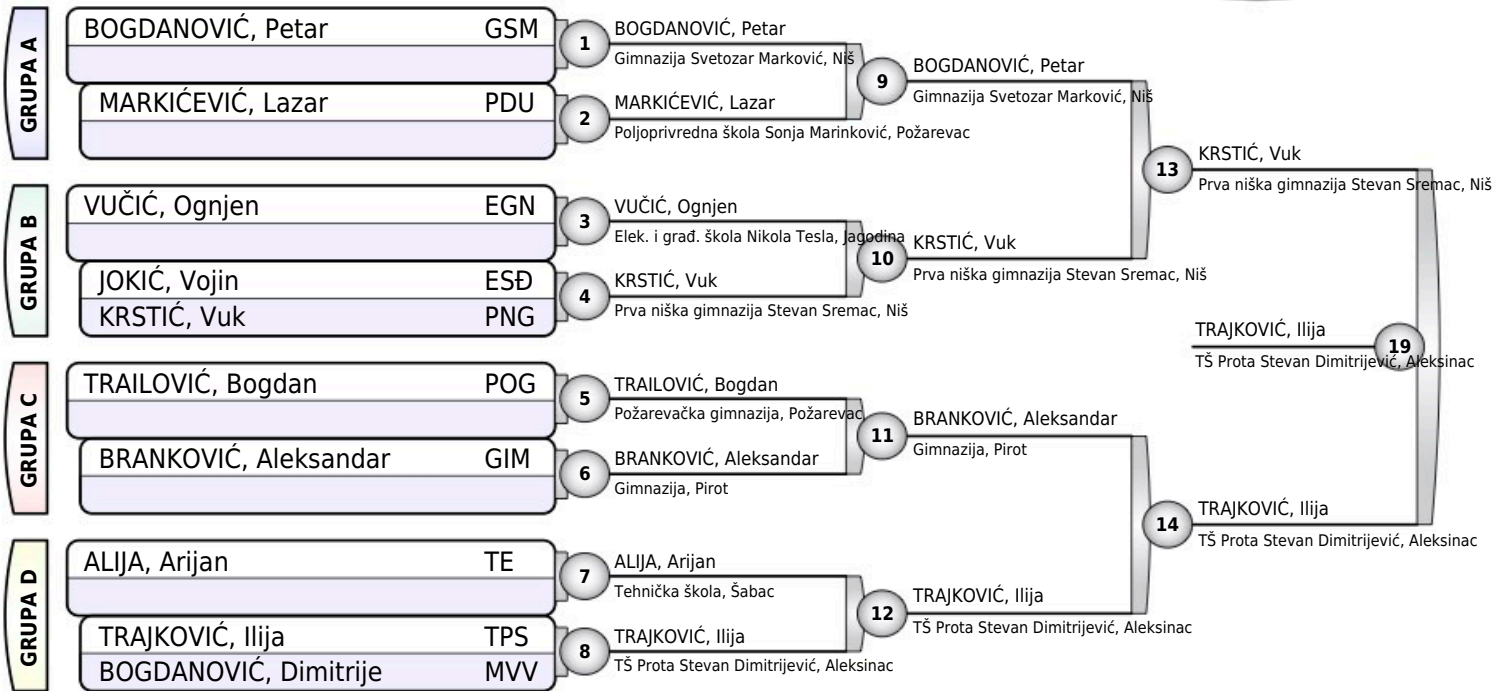 GRUPA A
BOGDANOVIĆ, Petar GSM
MARKIĆEVIĆ, Lazar PDU
GRUPA B
VUČIĆ, Ognjen EGN
JOKIĆ, Vojin ESĐ
KRSTIĆ, Vuk PNG
GRUPA C
TRAILOVIĆ, Bogdan POG
BRANKOVIĆ, Aleksandar GIM
GRUPA D
ALIJA, Arijan TE
TRAJKOVIĆ, Ilija TPS
BOGDANOVIĆ, Dimitrije MVV
1
BOGDANOVIĆ, Petar
Gimnazija Svetozar Marković, Niš
2
MARKIĆEVIĆ, Lazar
Poljoprivredna škola Sonja Marinković, Požarevac
3
VUČIĆ, Ognjen
Elek. i građ. škola Nikola Tesla, Jagodina
4
KRSTIĆ, Vuk
Prva niška gimnazija Stevan Sremac, Niš
5
TRAILOVIĆ, Bogdan
Požarevačka gimnazija, Požarevac
6
BRANKOVIĆ, Aleksandar
Gimnazija, Pirot
7
ALIJA, Arijan
Tehnička škola, Šabac
8
TRAJKOVIĆ, Ilija
TŠ Prota Stevan Dimitrijević, Aleksinac
9
BOGDANOVIĆ, Petar
Gimnazija Svetozar Marković, Niš
10
KRSTIĆ, Vuk
Prva niška gimnazija Stevan Sremac, Niš
11
BRANKOVIĆ, Aleksandar
Gimnazija, Pirot
12
TRAJKOVIĆ, Ilija
TŠ Prota Stevan Dimitrijević, Aleksinac
13
KRSTIĆ, Vuk
Prva niška gimnazija Stevan Sremac, Niš
14
TRAJKOVIĆ, Ilija
TŠ Prota Stevan Dimitrijević, Aleksinac
TRAJKOVIĆ, Ilija
19
TŠ Prota Stevan Dimitrijević, Aleksinac